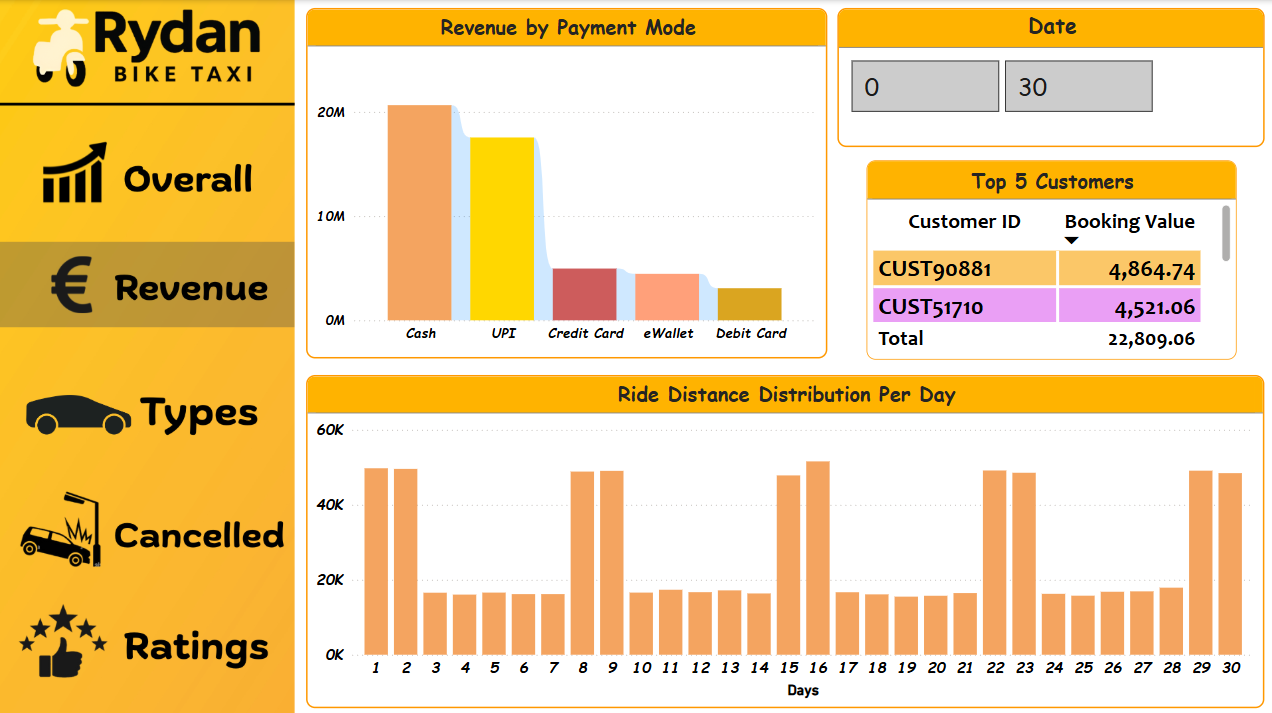 Rydan
BIKE TAXI
Overall
Revenue
Types
Cancelled
Ratings
Revenue by Payment Mode
20M
10M
0M
Cash UPI Credit Card eWallet Debit Card
Date
0 30
Top 5 Customers
Customer ID Booking Value
CUST90881 4,864.74
CUST51710 4,521.06
Total 22,809.06
Ride Distance Distribution Per Day
60K
40K
20K
0K
1 2 3 4 5 6 7 8 9 10 11 12 13 14 15 16 17 18 19 20 21 22 23 24 25 26 27 28 29 30
Days